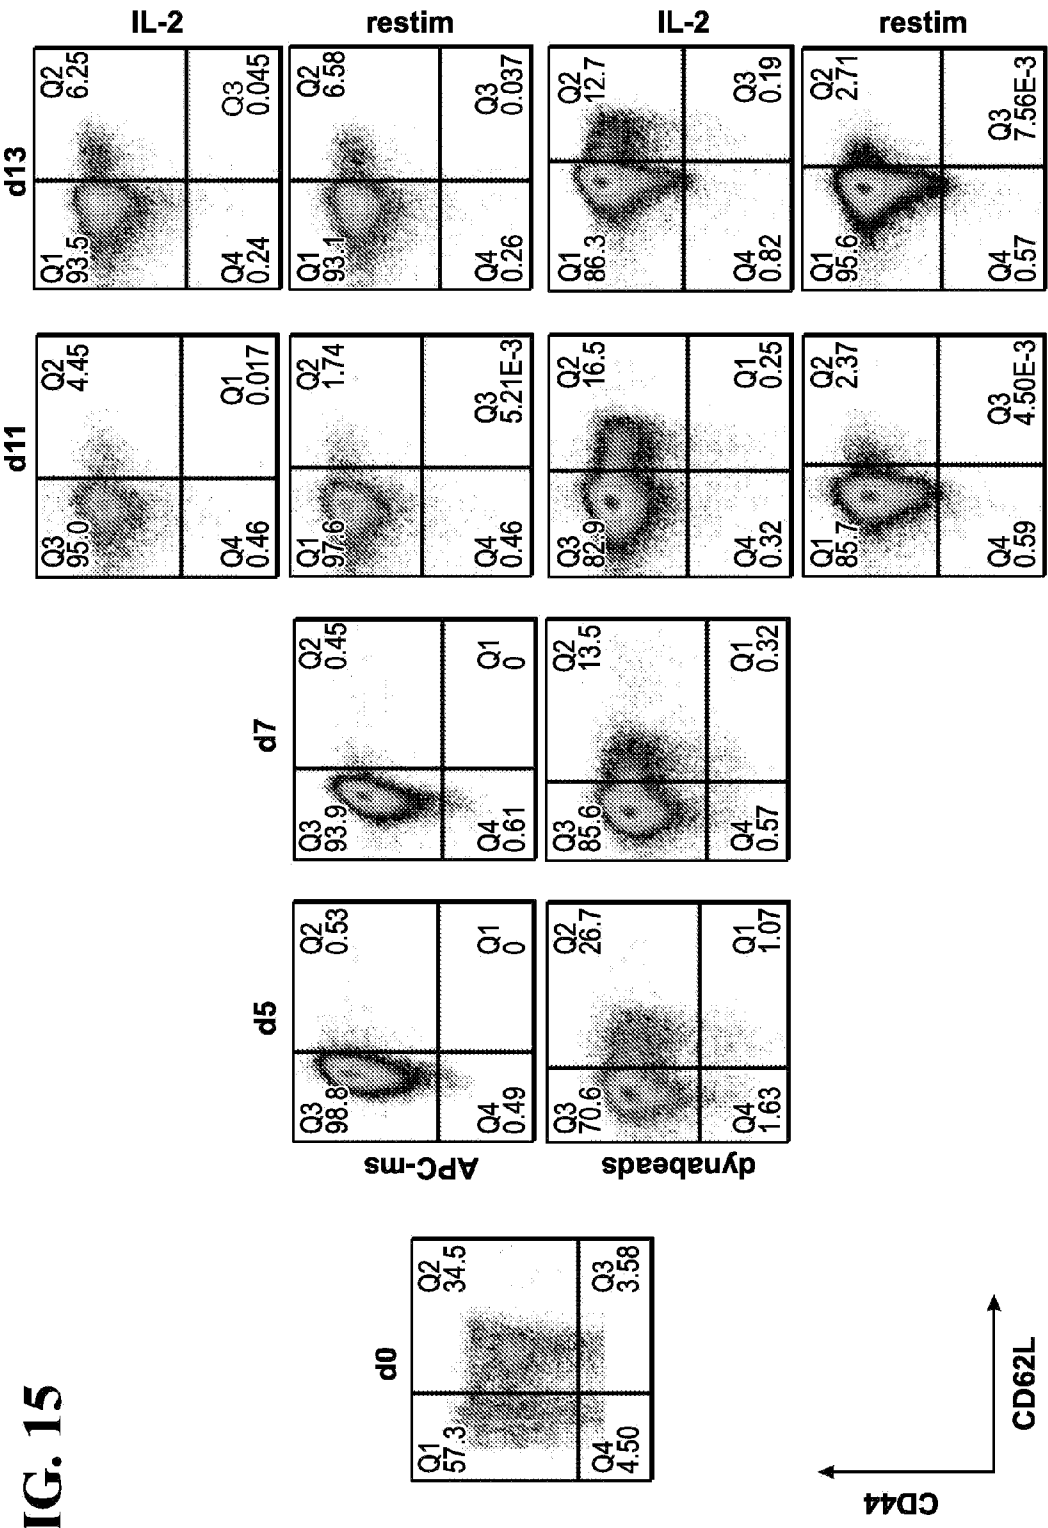 IG. 15
d0
Q1
57.3
Q2
34.5
Q4
4.50
Q3
3.58
CD44
CD62L
d5
d7
d11
d13
APC-ms
dynabeads
IL-2
restim
IL-2
restim
Q3
98.8
Q2
0.53
Q4
0.49
Q1
0
Q3
93.9
Q2
0.45
Q4
0.61
Q1
0
Q3
70.6
Q2
26.7
Q4
1.63
Q1
1.07
Q3
85.6
Q2
13.5
Q4
0.57
Q1
0.32
Q3
95.0
Q2
4.45
Q4
0.46
Q1
0.017
Q1
93.5
Q2
6.25
Q4
0.24
Q3
0.045
Q1
97.6
Q2
1.74
Q4
0.46
Q3
5.21E-3
Q1
93.1
Q2
6.58
Q4
0.26
Q3
0.037
Q3
82.9
Q2
16.5
Q4
0.32
Q1
0.25
Q1
86.3
Q2
12.7
Q4
0.82
Q3
0.19
Q1
85.7
Q2
2.37
Q4
0.59
Q3
4.50E-3
Q1
95.6
Q2
2.71
Q4
0.57
Q3
7.56E-3